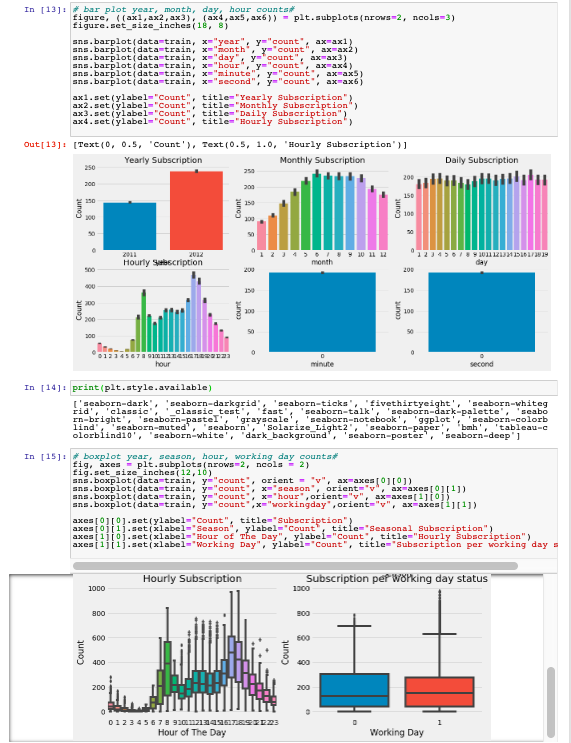 In [13]: # bar plot year, month, day, hour counts#
figure, ((ax1,ax2,ax3), (ax4,ax5,ax6)) = plt.subplots(nrows=2, ncols=3)
figure.set_size_inches(18, 8)
sns.barplot(data=train, x="year", y="count", ax=ax1)
sns.barplot(data=train, x="month", y="count", ax=ax2)
sns.barplot(data=train, x="day", y="count", ax=ax3)
sns.barplot(data=train, x="hour", y="count", ax=ax4)
sns.barplot(data=train, x="minute", y="count", ax=ax5)
sns.barplot(data=train, x="second", y="count", ax=ax6)
ax1.set(ylabel="Count", title="Yearly Subscription")
ax2.set(ylabel="Count", title="Monthly Subscription")
ax3.set(ylabel="Count", title="Daily Subscription")
ax4.set(ylabel="Count", title="Hourly Subscription")
Out[13]: [Text(0, 0.5, 'Count'), Text(0.5, 1.0, 'Hourly Subscription')]
Yearly Subscription
250
200
150
100
50
0
Count
2011 2012
Monthly Subscription
250
200
150
100
50
0
Count
1 2 3 4 5 6 7 8 9 10 11 12
month
Daily Subscription
200
150
100
50
0
Count
1 2 3 4 5 6 7 8 9 10 11 12 13 14 15 16 17 18 19
day
Hourly Subscription
500
400
300
200
100
0
Count
0 1 2 3 4 5 6 7 8 9 10 11 12 13 14 15 16 17 18 19 20 21 22 23
hour
200
150
100
50
0
count
0
minute
200
150
100
50
0
count
0
second
In [14]: print(plt.style.available)
['seaborn-dark', 'seaborn-darkgrid', 'seaborn-ticks', 'fivethirtyeight', 'seaborn-whiteg
rid', 'classic', '_classic_test', 'fast', 'seaborn-talk', 'seaborn-dark-palette', 'seabo
rn-bright', 'seaborn-pastel', 'grayscale', 'seaborn-notebook', 'ggplot', 'seaborn-colorb
lind', 'seaborn-muted', 'seaborn', 'Solarize_Light2', 'seaborn-paper', 'bmh', 'tableau-c
olorblind10', 'seaborn-white', 'dark_background', 'seaborn-poster', 'seaborn-deep']
In [15]: # boxplot year, season, hour, working day counts#
fig, axes = plt.subplots(nrows=2, ncols = 2)
fig.set_size_inches(12,10)
sns.boxplot(data=train, y="count", orient = "v", ax=axes[0][0])
sns.boxplot(data=train, y="count", x="season", orient="v", ax=axes[0][1])
sns.boxplot(data=train, y="count", x="hour",orient="v", ax=axes[1][0])
sns.boxplot(data=train, y="count",x="workingday",orient="v", ax=axes[1][1])
axes[0][0].set(ylabel="Count", title="Subscription")
axes[0][1].set(xlabel="Season", ylabel="Count", title="Seasonal Subscription")
axes[1][0].set(xlabel="Hour of The Day", ylabel="Count", title="Hourly Subscription")
axes[1][1].set(xlabel="Working Day", ylabel="Count", title="Subscription per working day s
Hourly Subscription
1000
800
600
400
200
0
Count
0 1 2 3 4 5 6 7 8 9 10 11 12 13 14 15 16 17 18 19 20 21 22 23
Hour of The Day
Subscription per working day status
1000
800
600
400
200
0
Count
0 1
Working Day